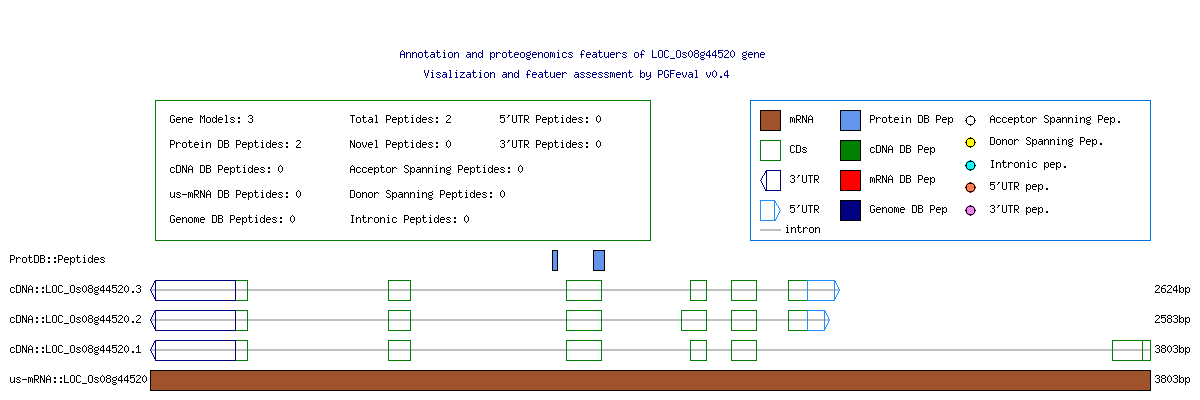 Annotation and proteogenomics featuers of LOC_Os08g44520 gene
Visalization and featuer assessment by PGFeval v0.4
Gene Models: 3 Total Peptides: 2 5'UTR Peptides: 0
Protein DB Peptides: 2 Novel Peptides: 0 3'UTR Peptides: 0
cDNA DB Peptides: 0 Acceptor Spanning Peptides: 0
us-mRNA DB Peptides: 0 Donor Spanning Peptides: 0
Genome DB Peptides: 0 Intronic Peptides: 0
mRNA Protein DB Pep Acceptor Spanning Pep.
CDs cDNA DB Pep Donor Spanning Pep.
3'UTR mRNA DB Pep Intronic pep.
5'UTR Genome DB Pep 5'UTR pep.
intron 3'UTR pep.
ProtDB::Peptides
cDNA::LOC_Os08g44520.3 2624bp
cDNA::LOC_Os08g44520.2 2583bp
cDNA::LOC_Os08g44520.1 3803bp
us-mRNA::LOC_Os08g44520 3803bp